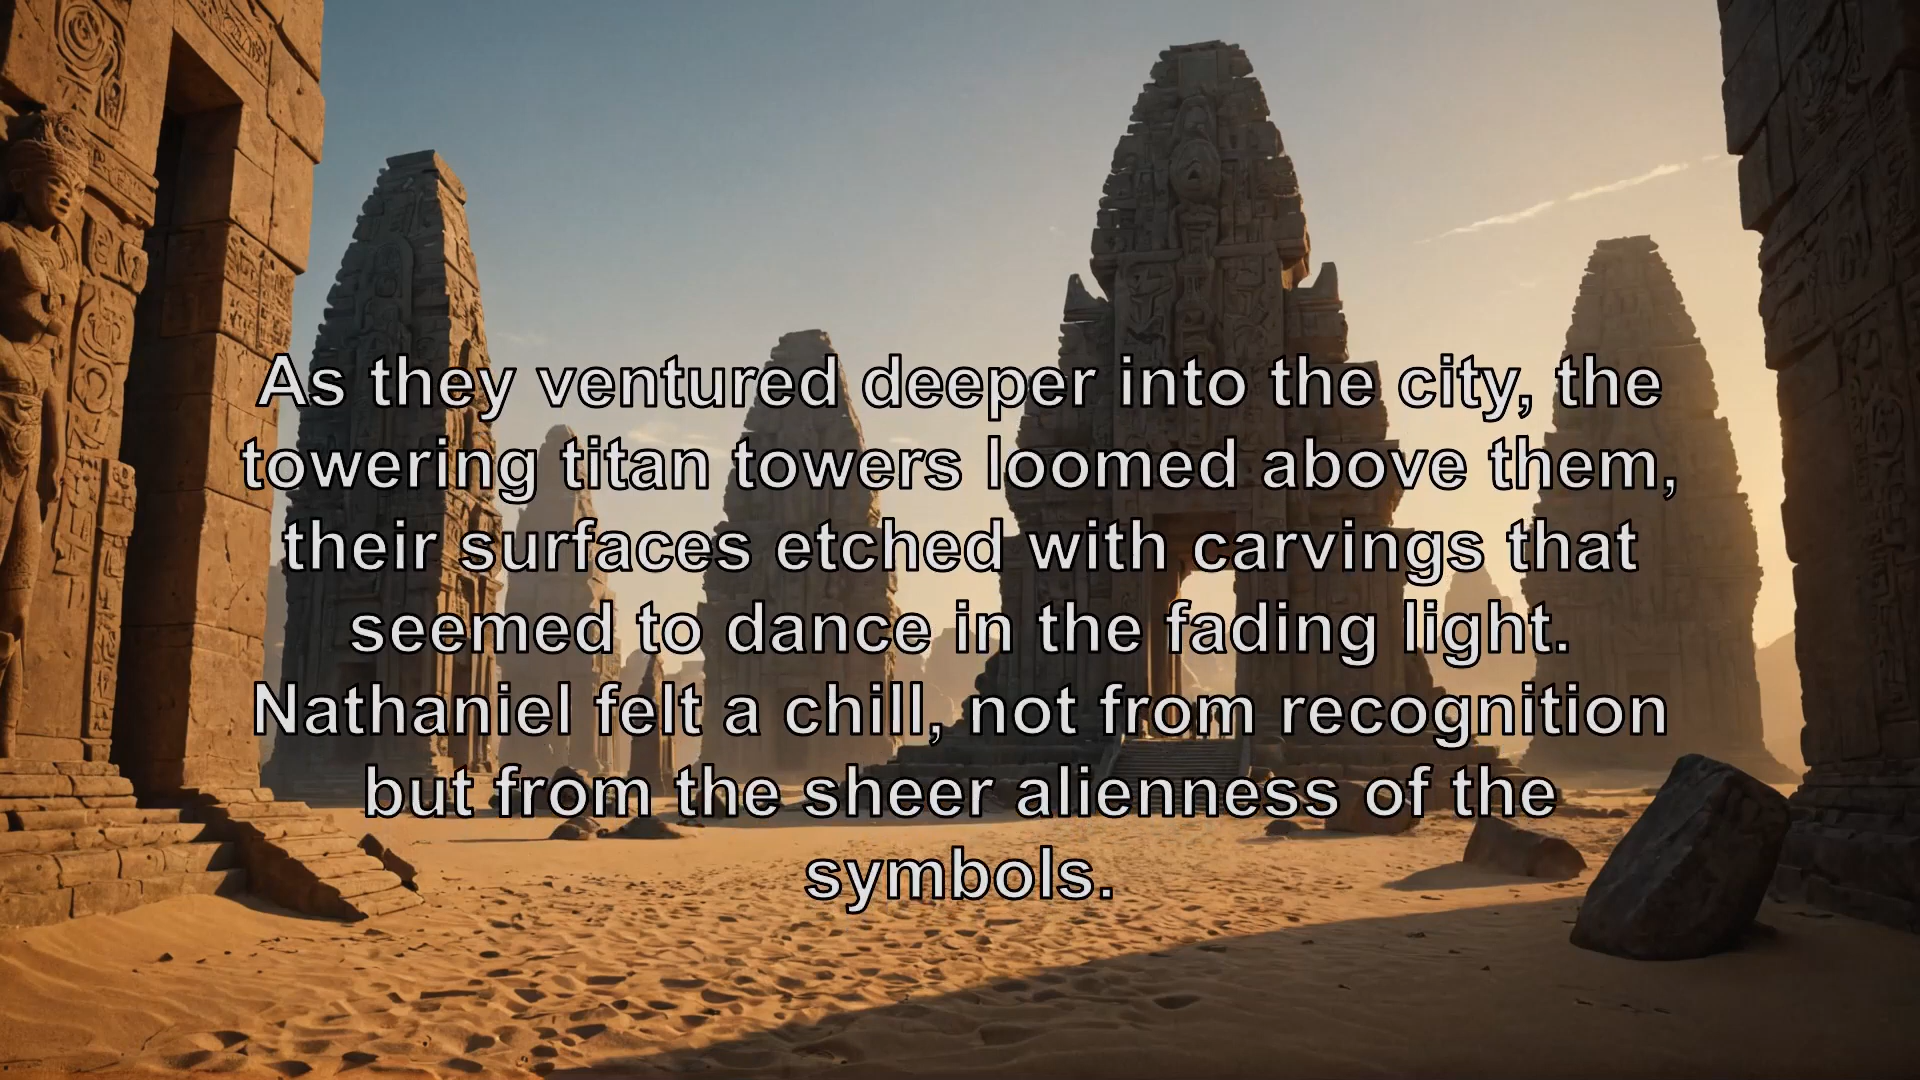 As they ventured deeper into the city, the
towering titan towers loomed above them,
their surfaces etched with carvings that
seemed to dance in the fading light.
Nathaniel felt a chill, not from recognition
but from the sheer alienness of the
symbols.